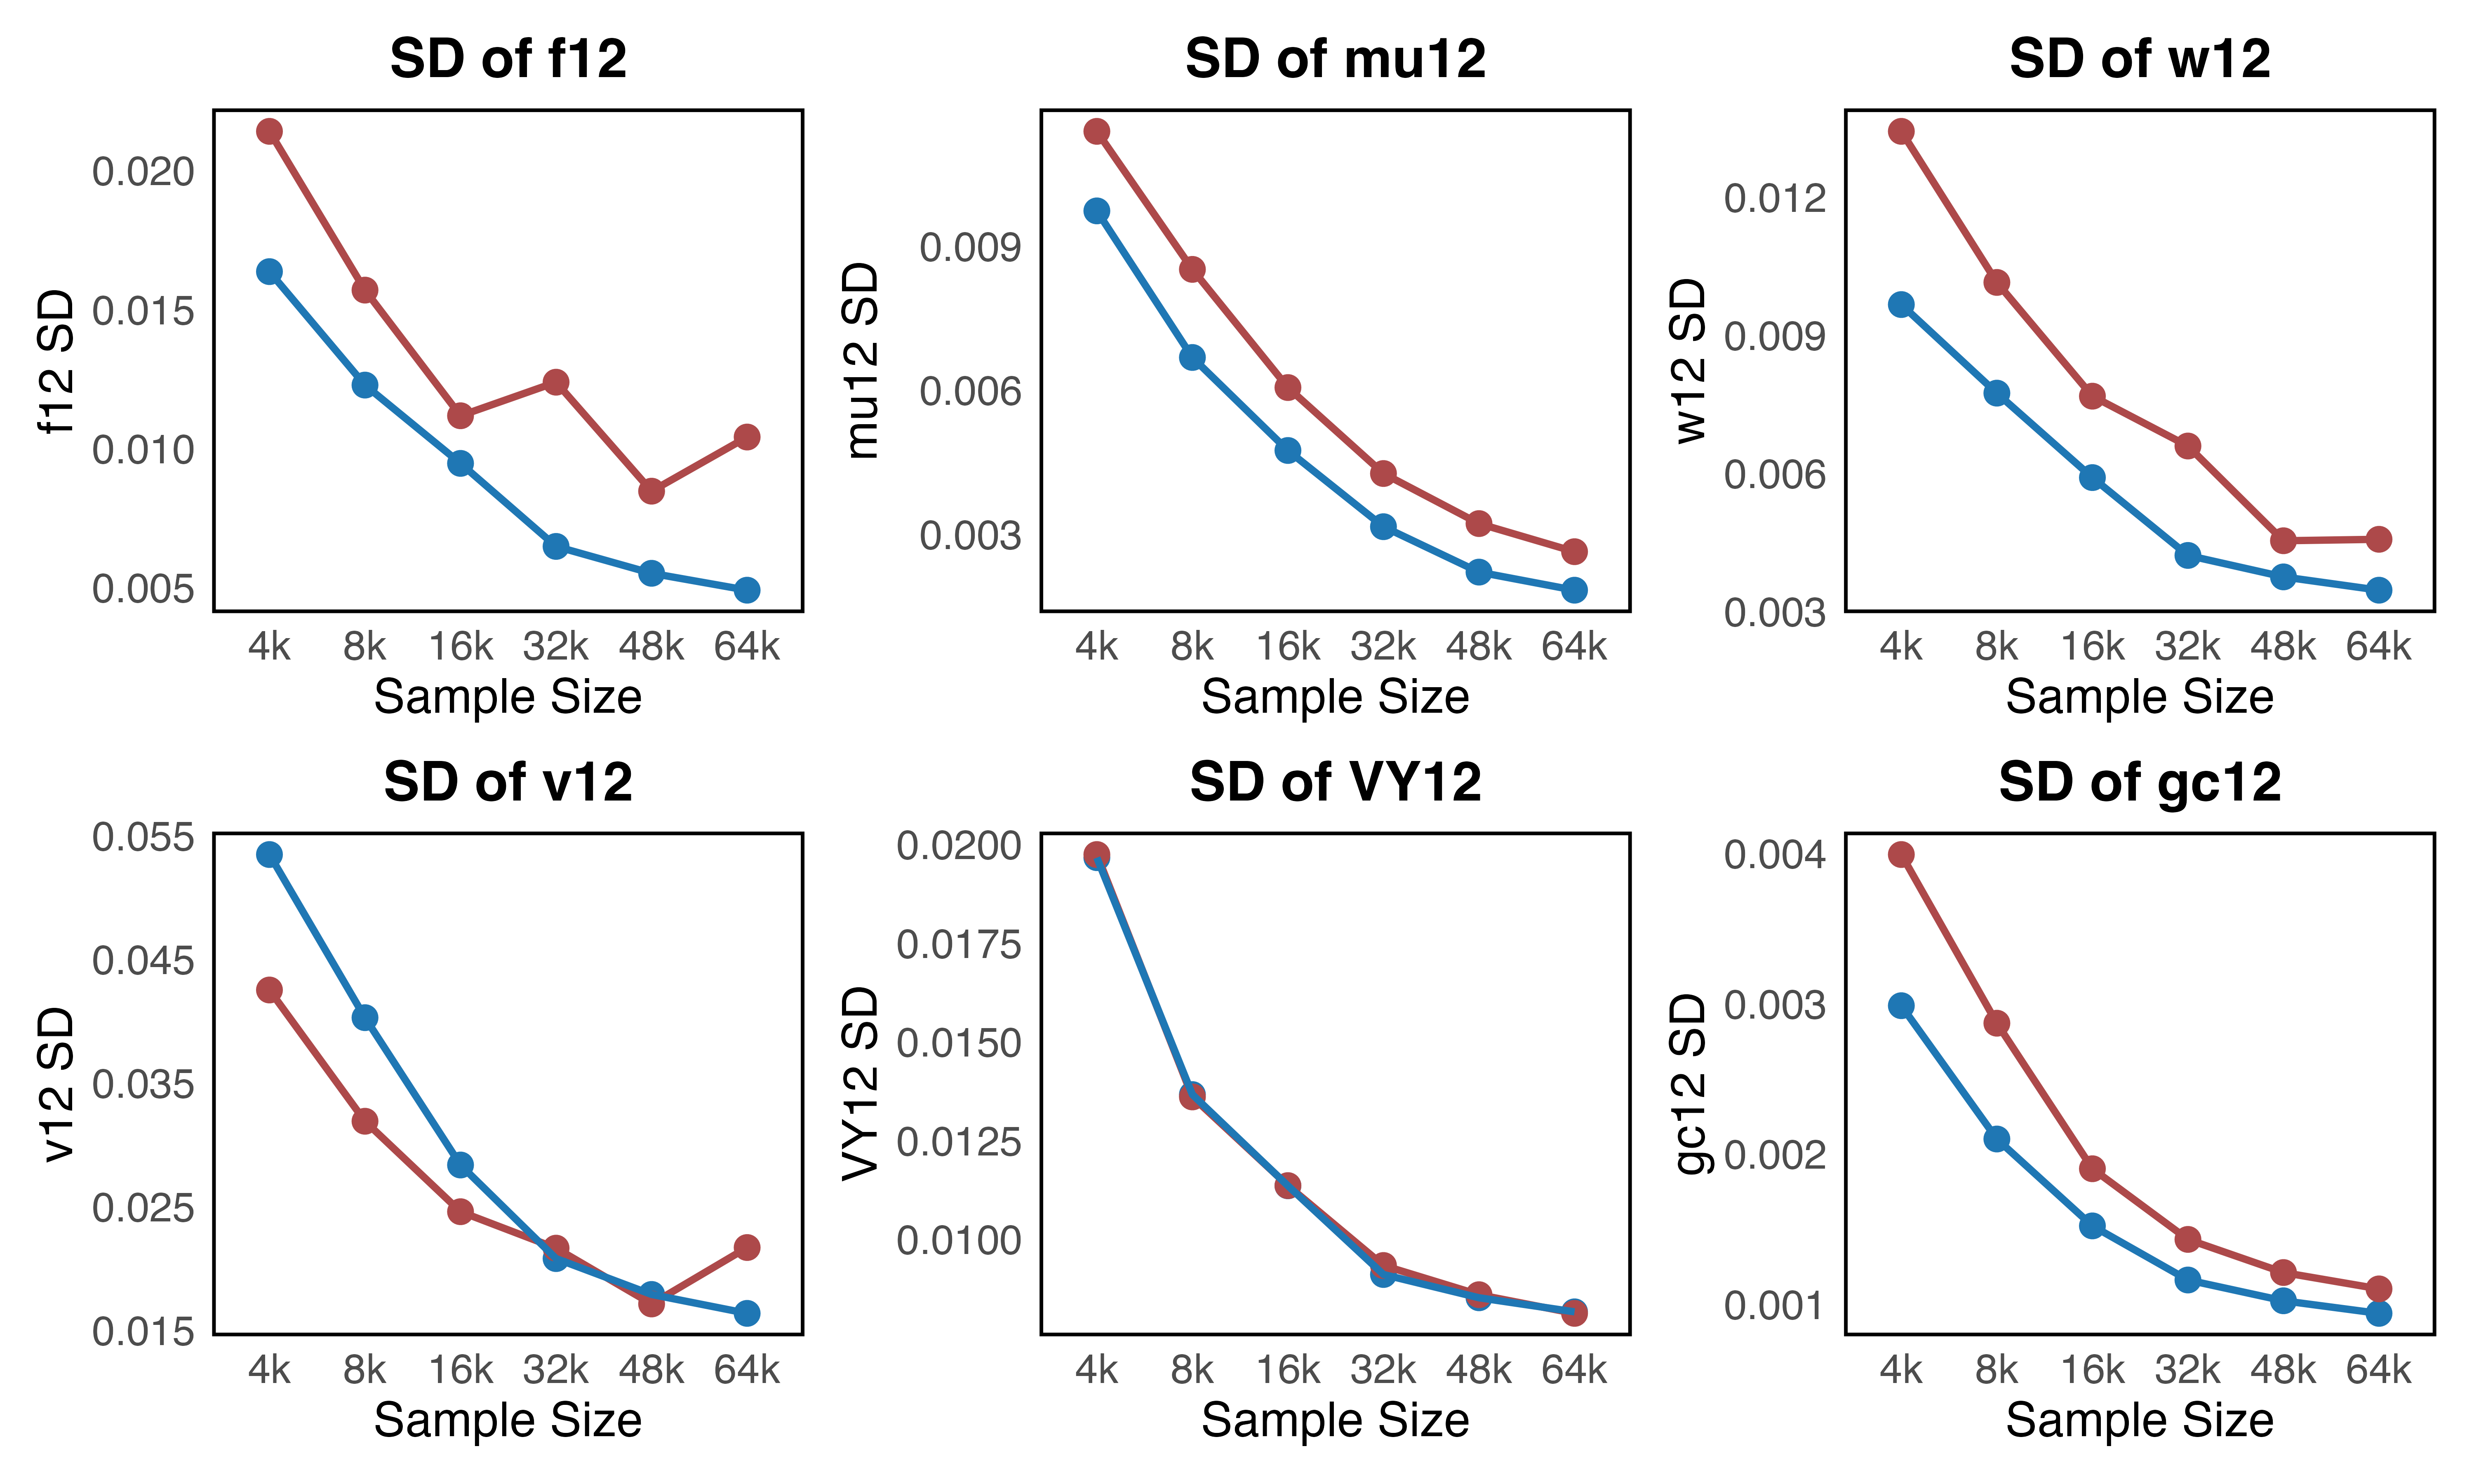 SD of f12
f12 SD
0.020
0.015
0.010
0.005
4k 8k 16k 32k 48k 64k
Sample Size
SD of mu12
mu12 SD
0.009
0.006
0.003
4k 8k 16k 32k 48k 64k
Sample Size
SD of w12
w12 SD
0.012
0.009
0.006
0.003
4k 8k 16k 32k 48k 64k
Sample Size
SD of v12
v12 SD
0.055
0.045
0.035
0.025
0.015
4k 8k 16k 32k 48k 64k
Sample Size
SD of VY12
VY12 SD
0.0200
0.0175
0.0150
0.0125
0.0100
4k 8k 16k 32k 48k 64k
Sample Size
SD of gc12
gc12 SD
0.004
0.003
0.002
0.001
4k 8k 16k 32k 48k 64k
Sample Size